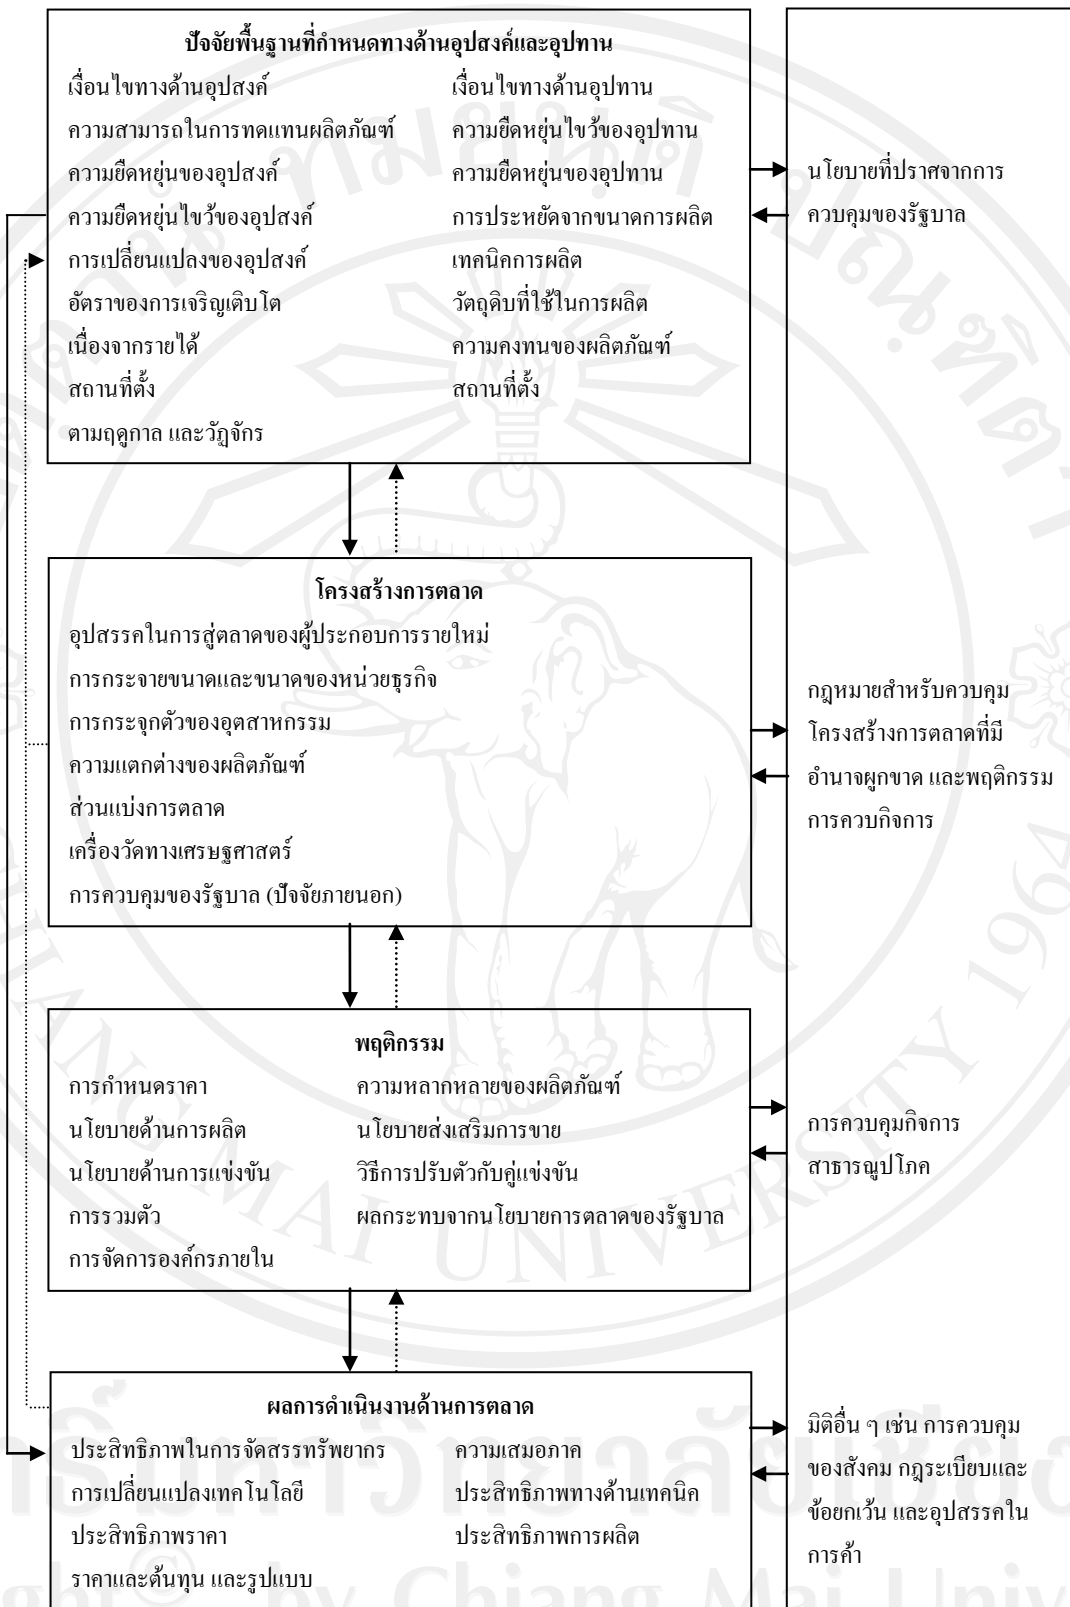 ปัจจัยพื้นฐานที่กำหนดทางด้านอุปสงค์และอุปทาน
เงื่อนไขทางด้านอุปสงค์ เงื่อนไขทางด้านอุปทาน
ความสามารถในการทดแทนผลิตภัณฑ์ ความยืดหยุ่นไขว้ของอุปทาน
ความยืดหยุ่นของอุปสงค์ ความยืดหยุ่นของอุปทาน
ความยืดหยุ่นไขว้ของอุปสงค์ การประหยัดจากขนาดการผลิต
การเปลี่ยนแปลงของอุปสงค์ เทคนิคการผลิต
อัตราของการเจริญเติบโต วัตถุดิบที่ใช้ในการผลิต
เนื่องจากรายได้ ความคงทนของผลิตภัณฑ์
สถานที่ตั้ง สถานที่ตั้ง
ตามฤดูกาล และวัฏจักร
นโยบายที่ปราศจากการ
ควบคุมของรัฐบาล
โครงสร้างการตลาด
อุปสรรคในการสู่ตลาดของผู้ประกอบการรายใหม่
การกระจายขนาดและขนาดของหน่วยธุรกิจ
การกระจุกตัวของอุตสาหกรรม
ความแตกต่างของผลิตภัณฑ์
ส่วนแบ่งการตลาด
เครื่องวัดทางเศรษฐศาสตร์
การควบคุมของรัฐบาล (ปัจจัยภายนอก)
กฎหมายสำหรับควบคุม
โครงสร้างการตลาดที่มี
อำนาจผูกขาด และพฤติกรรม
การควบกิจการ
พฤติกรรม
การกำหนดราคา ความหลากหลายของผลิตภัณฑ์
นโยบายด้านการผลิต นโยบายส่งเสริมการขาย
นโยบายด้านการแข่งขัน วิธีการปรับตัวกับคู่แข่งขัน
การรวมตัว ผลกระทบจากนโยบายการตลาดของรัฐบาล
การจัดการองค์กรภายใน
การควบคุมกิจการ
สาธารณูปโภค
ผลการดำเนินงานด้านการตลาด
ประสิทธิภาพในการจัดสรรทรัพยากร ความเสมอภาค
การเปลี่ยนแปลงเทคโนโลยี ประสิทธิภาพทางด้านเทคนิค
ประสิทธิภาพราคา ประสิทธิภาพการผลิต
ราคาและต้นทุน และรูปแบบ
มิติอื่น ๆ เช่น การควบคุม
ของสังคม กฎระเบียบและ
ข้อยกเว้น และอุปสรรคใน
การค้า
CHIANG MAI UNIVERSITY 1964
© by Chiang Mai